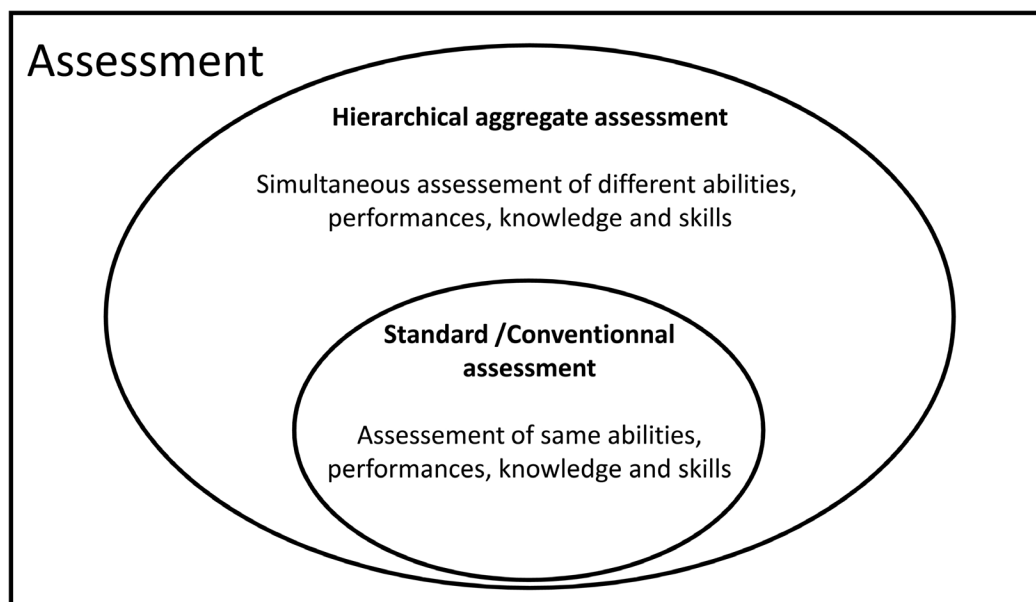 Assessment
Hierarchical aggregate assessment
Simultaneous assessement of different abilities,
performances, knowledge and skills
Standard /Conventionnal
assessment
Assessement of same abilities,
performances, knowledge and skills